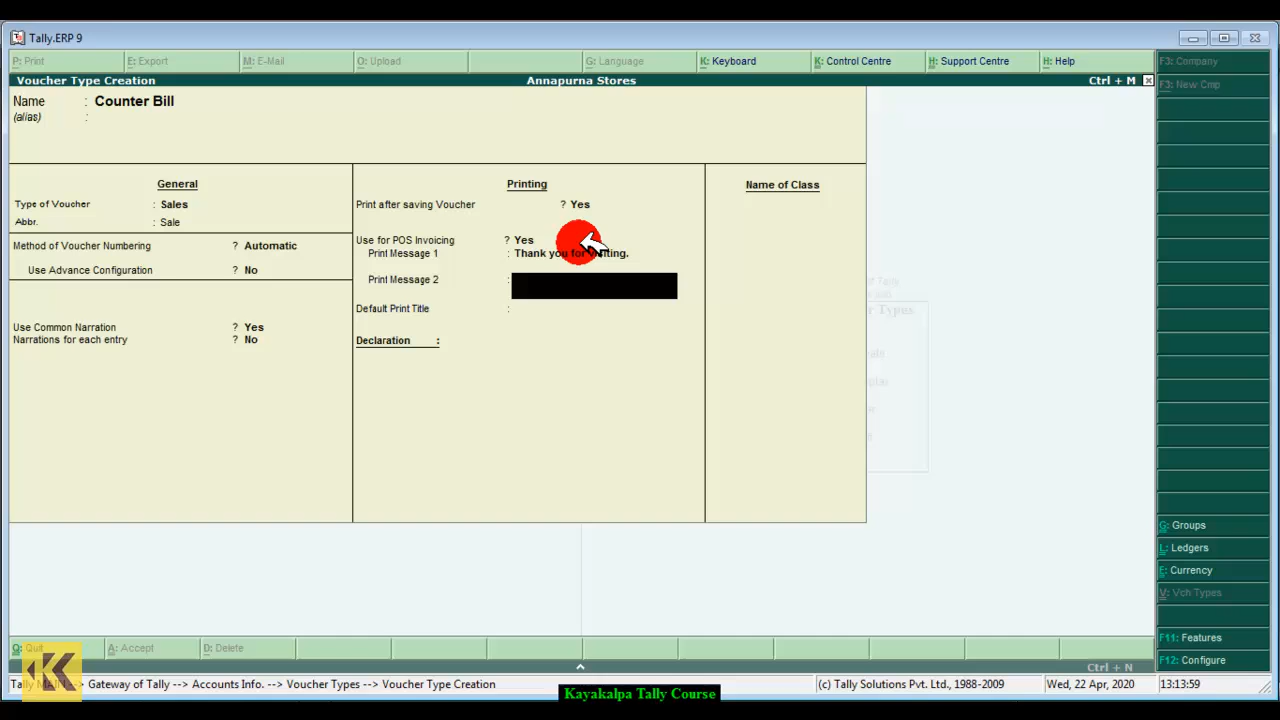 Tally.ERP 9
P: Print E: Export M: E-Mail O: Upload G: Language K: Keyboard K: Control Centre H: Support Centre H: Help
F3: Company
Voucher Type Creation Annapurna Stores Ctrl + M
F3: New Cmp
Name : Counter Bill
(alias) :
General Printing Name of Class
Type of Voucher : Sales
Print after saving Voucher ? Yes
Abbr. : Sale
Method of Voucher Numbering ? Automatic
Use for POS Invoicing ? Yes
Print Message 1 : Thank you for
Use Advance Configuration ? No
Print Message 2 :
Default Print Title :
Use Common Narration ? Yes
Narrations for each entry ? No
Declaration :
G: Groups
L: Ledgers
E: Currency
V: Vch Types
F11: Features
F12: Configure
Q: Quit A: Accept D: Delete
Ctrl + N
Tally MAIN --> Gateway of Tally --> Accounts Info. --> Voucher Types --> Voucher Type Creation (c) Tally Solutions Pvt. Ltd., 1988-2009 Wed, 22 Apr, 2020 13:13:59
Kayakalpa Tally Course